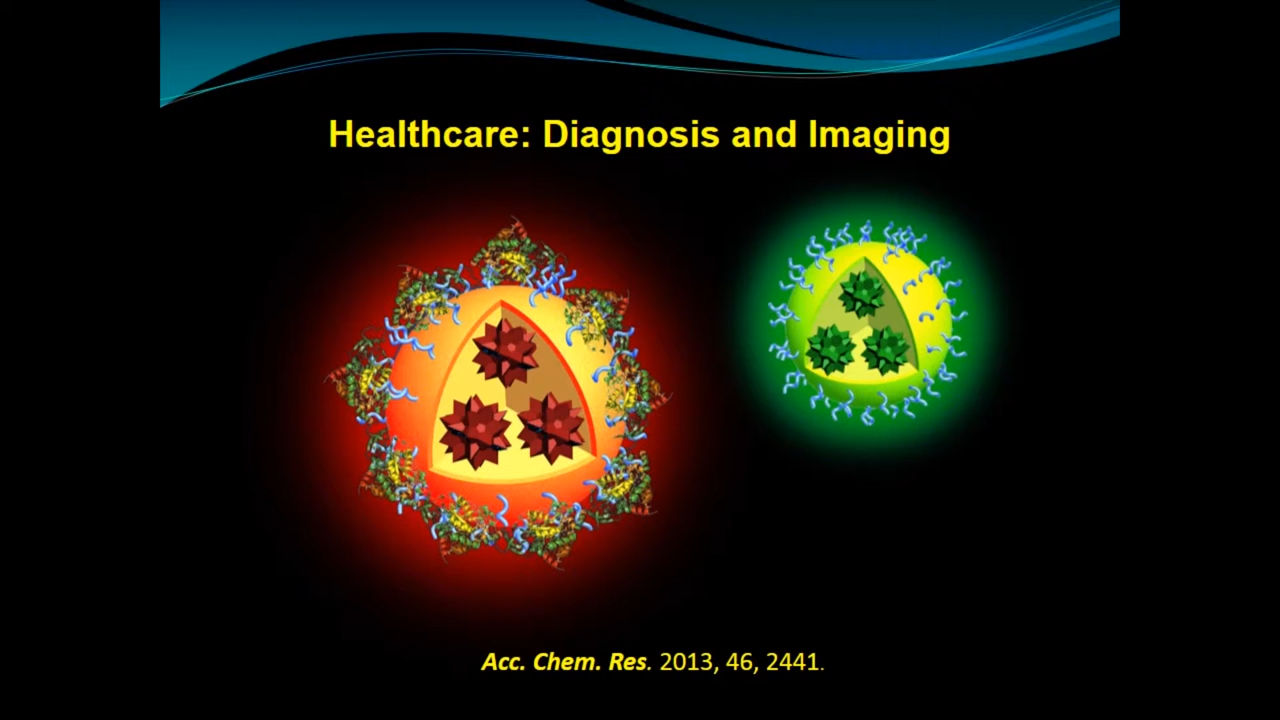 Healthcare: Diagnosis and Imaging
Acc. Chem. Res. 2013, 46, 2441.